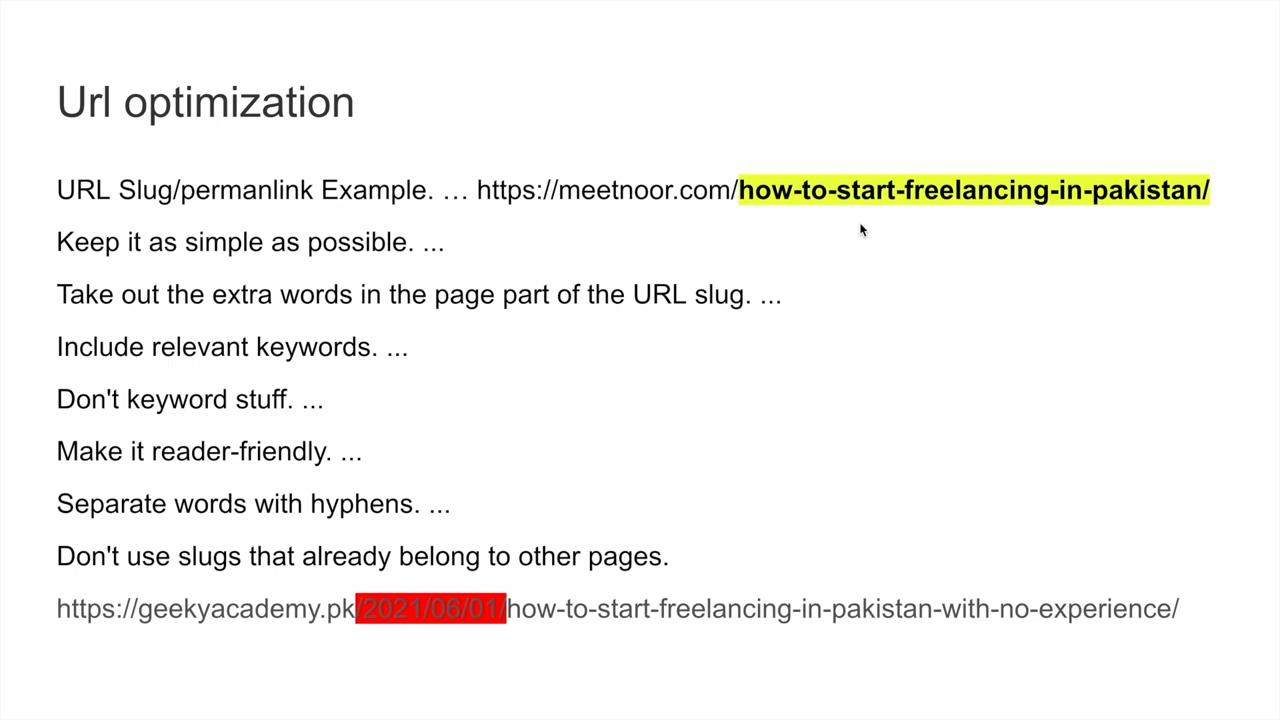 Url optimization
URL Slug/permanlink Example. … https://meetnoor.com/how-to-start-freelancing-in-pakistan/
Keep it as simple as possible. ...
Take out the extra words in the page part of the URL slug. ...
Include relevant keywords. ...
Don't keyword stuff. ...
Make it reader-friendly. ...
Separate words with hyphens. ...
Don't use slugs that already belong to other pages.
https://geekyacademy.pk/2021/06/01/how-to-start-freelancing-in-pakistan-with-no-experience/